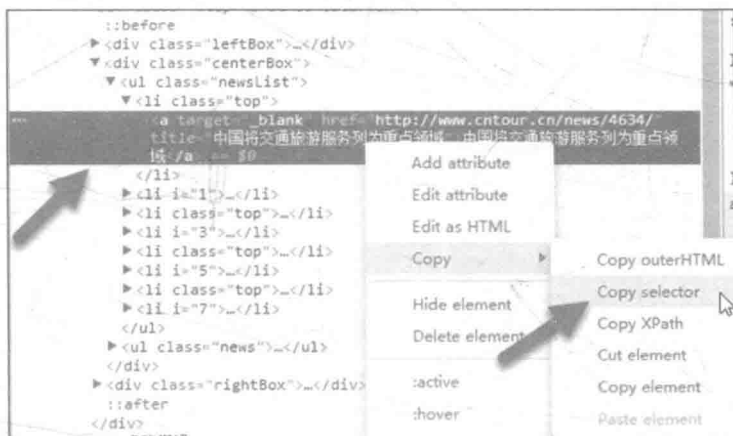 ::before
▶<div class="leftBox">…</div>
▼<div class="centerBox">
▼<ul class="newsList">
▼<li class="top">
<a target="_blank" href="http://www.cntour.cn/news/4634/"
title="中国将交通旅游服务列为重点领域">中国将交通旅游服务列为重点领
域</a> == $0
</li>
▶<li i="1">…</li>
▶<li class="top">…</li>
▶<li i="3">…</li>
▶<li class="top">…</li>
▶<li i="5">…</li>
▶<li class="top">…</li>
▶<li i="7">…</li>
</ul>
▶<ul class="news">…</ul>
</div>
▶<div class="rightBox">…</div>
::after
</div>
Add attribute
Edit attribute
Edit as HTML
Copy
Hide element
Delete element
:active
:hover
Copy outerHTML
Copy selector
Copy XPath
Cut element
Copy element
Paste element